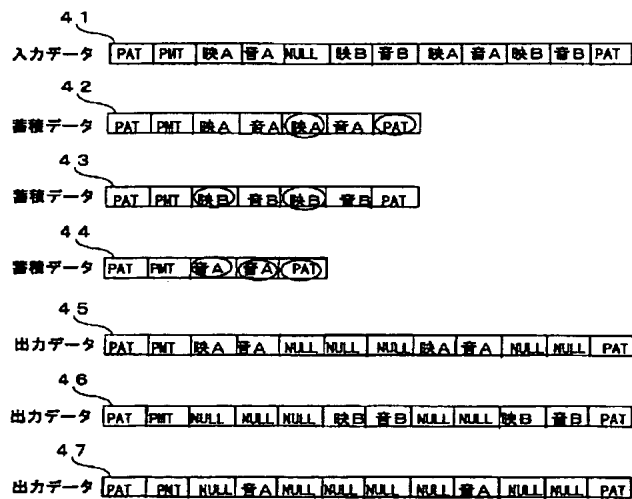 41
入力データ PAT PMT 映A 音A NULL 映B 音B 映A 音A 映B 音B PAT
42
蓄積データ PAT PMT 映A 音A 映A 音A PAT
43
蓄積データ PAT PMT 映B 音B 映B 音B PAT
44
蓄積データ PAT PMT 音A 音A PAT
45
出力データ PAT PMT 映A 音A NULL NULL NULL 映A 音A NULL NULL PAT
46
出力データ PAT PMT NULL NULL NULL 映B 音B NULL NULL 映B 音B PAT
47
出力データ PAT PMT NULL 音A NULL NULL NULL NULL 音A NULL NULL PAT